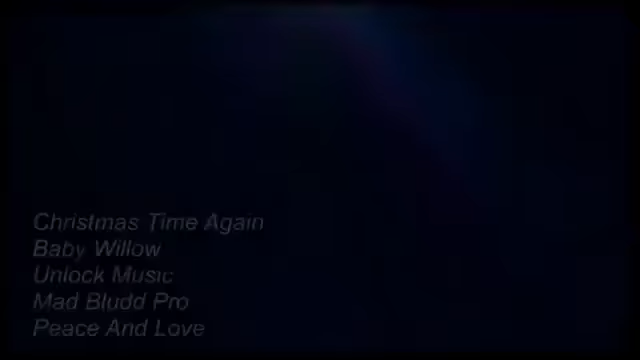 Christmas Time Again
Baby Willow
Unlock Music
Mad Bludd Pro
Peace And Love